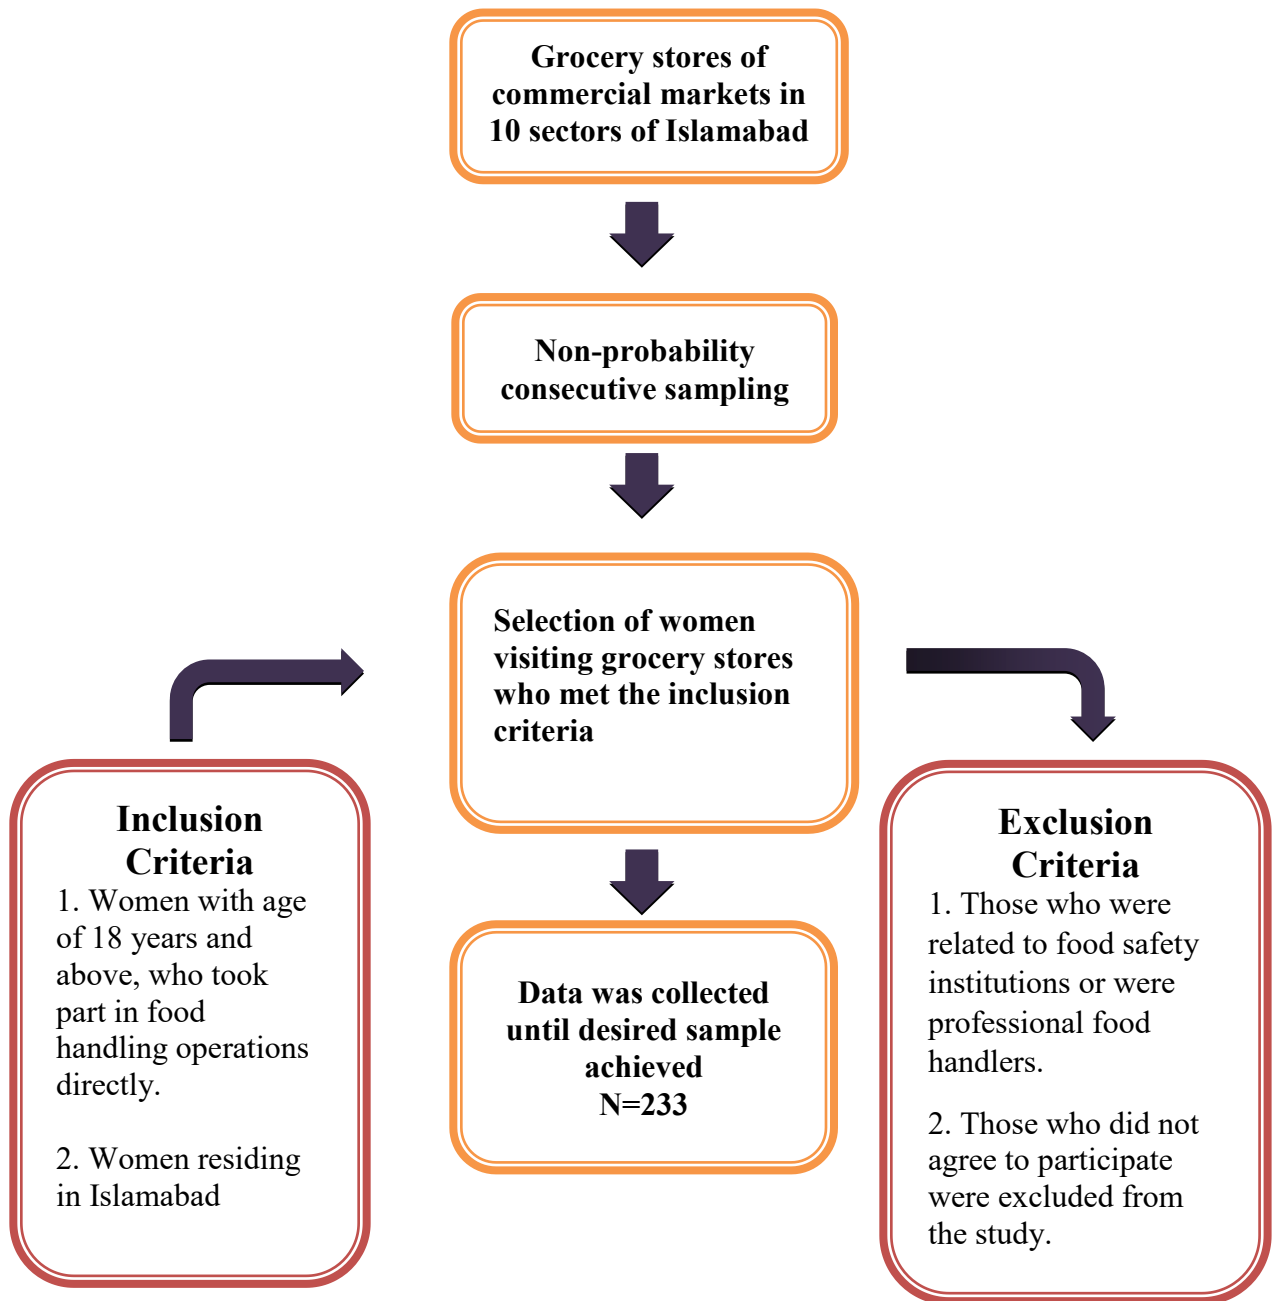 Grocery stores of
commercial markets in
10 sectors of Islamabad
Non-probability
consecutive sampling
Selection of women
visiting grocery stores
who met the inclusion
criteria
Inclusion
Criteria
1. Women with age
of 18 years and
above, who took
part in food
handling operations
directly.
2. Women residing
in Islamabad
Exclusion
Criteria
1. Those who were
related to food safety
institutions or were
professional food
handlers.
2. Those who did not
agree to participate
were excluded from
the study.
Data was collected
until desired sample
achieved
N=233